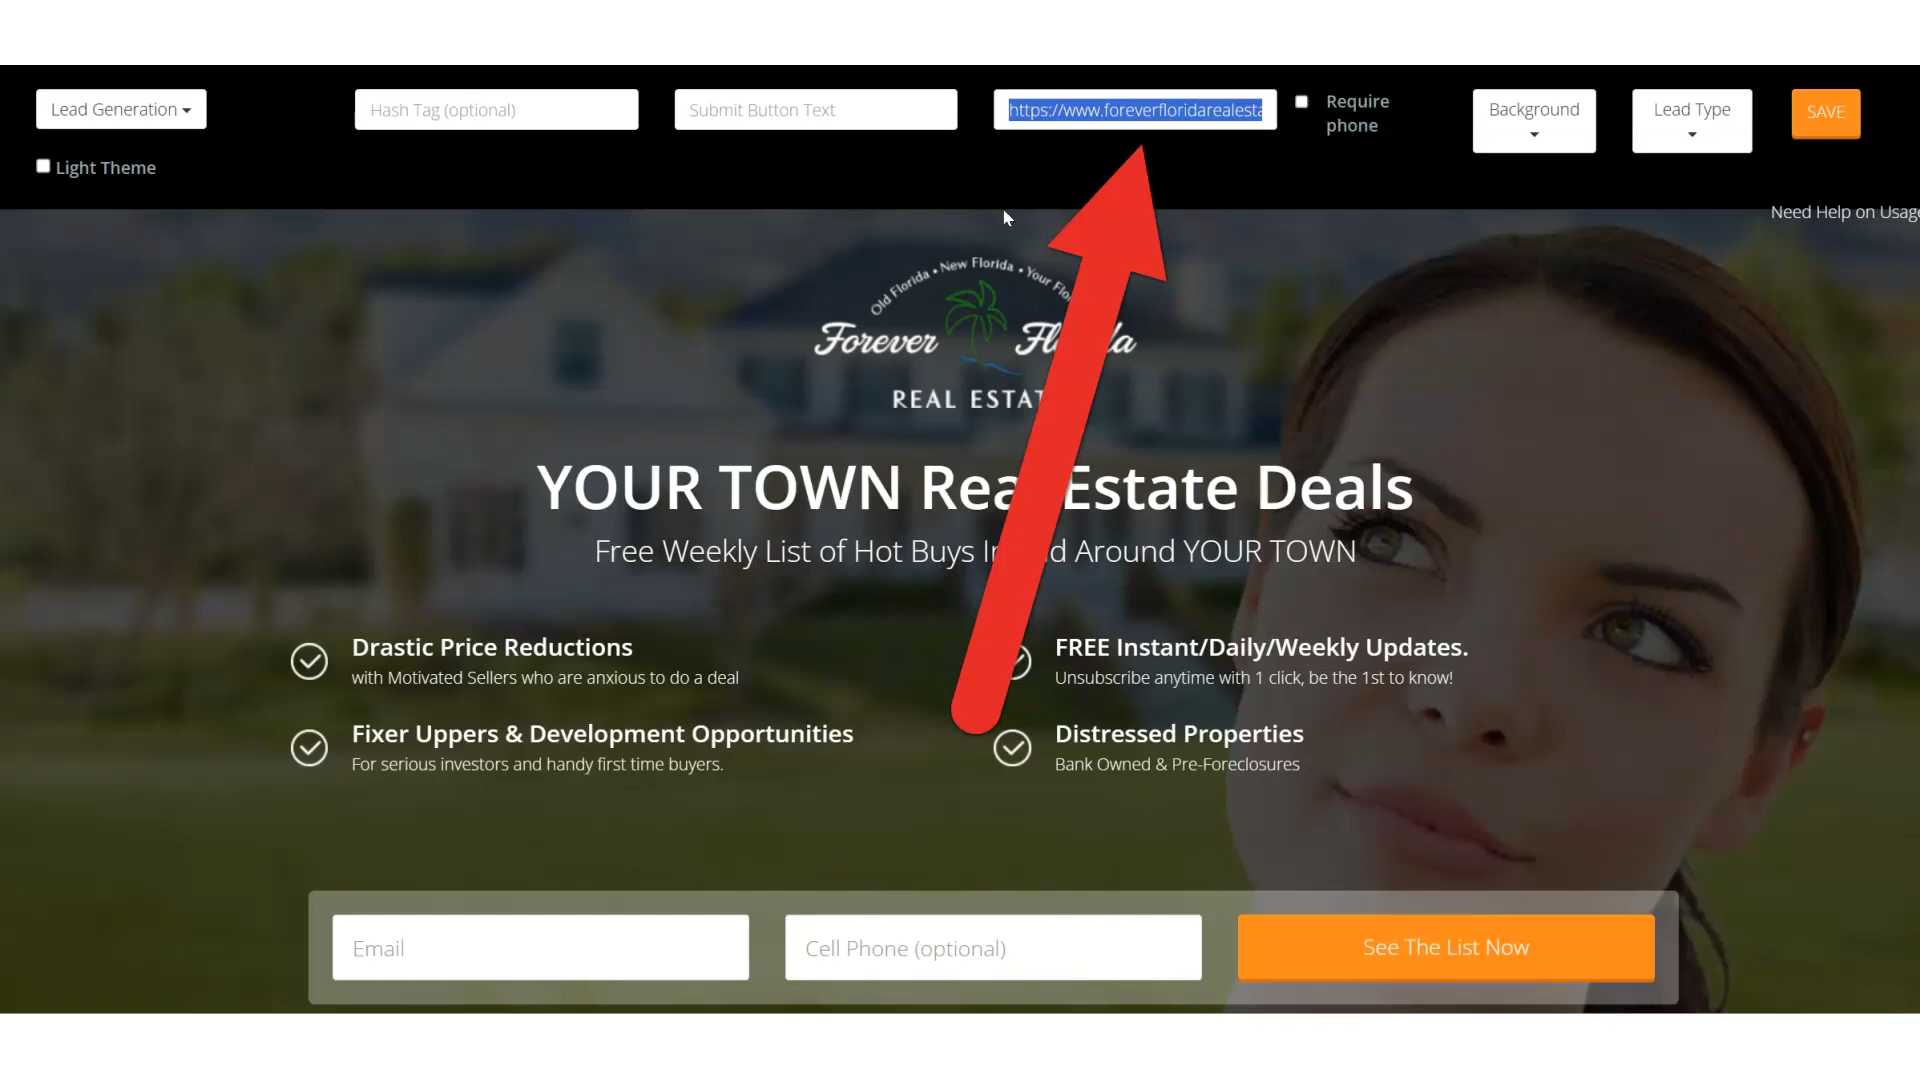 Lead Generation
Hash Tag (optional)
Submit Button Text
https://www.foreverfloridarealesta
Require
phone
Background
Lead Type
SAVE
Light Theme
Need Help on Usage
Old Florida • New Florida • Your
Forever
REAL
YOUR TOWN Estate Deals
Free Weekly List of Hot Buys Around YOUR TOWN
Drastic Price Reductions
with Motivated Sellers who are anxious to do a deal
FREE Instant/Daily/Weekly Updates.
Unsubscribe anytime with 1 click, be the 1st to know!
Fixer Uppers & Development Opportunities
For serious investors and handy first time buyers.
Distressed Properties
Bank Owned & Pre-Foreclosures
Email
Cell Phone (optional)
See The List Now